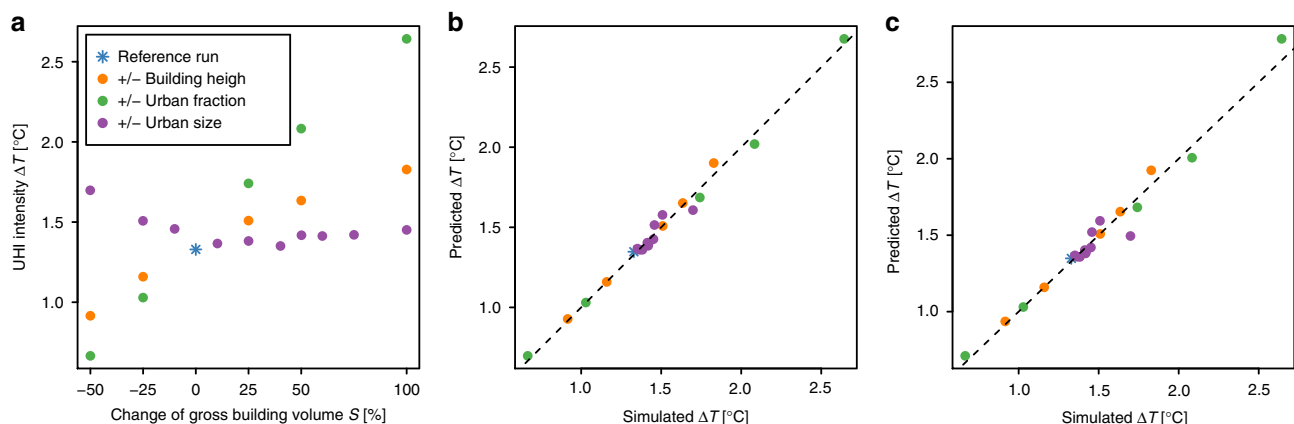 a
2.5
2.0
1.5
1.0
UHI intensity ΔT [°C]
Reference run
+/– Building heigh
+/– Urban fraction
+/– Urban size
–50
–25
0
25
50
75
100
Change of gross building volume S [%]
b
2.5
2.0
1.5
1.0
Predicted ΔT [°C]
1.0
1.5
2.0
2.5
Simulated ΔT [°C]
c
2.5
2.0
1.5
1.0
Predicted ΔT [°C]
1.0
1.5
2.0
2.5
Simulated ΔT [°C]